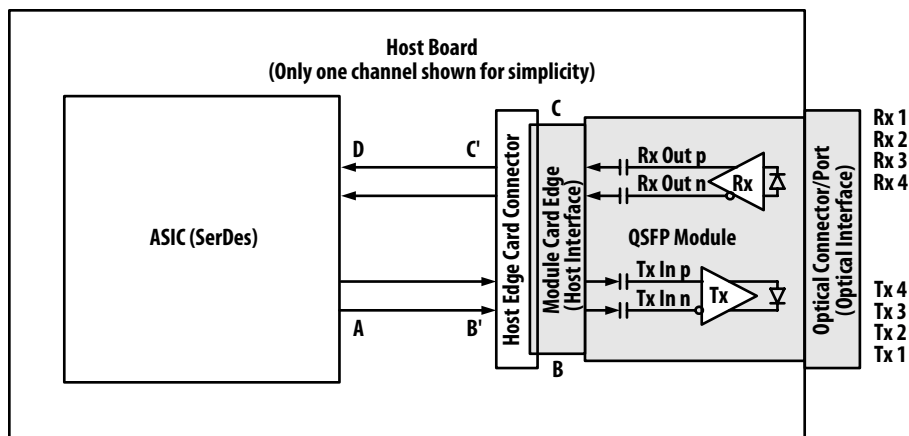 Host Board
(Only one channel shown for simplicity)
ASIC (SerDes)
D
C'
A
B'
Host Edge Card Connector
C
Module Card Edge
(Host Interface)
B
Rx Out p
Rx Out n
Rx
QSFP Module
Tx In p
Tx In n
Tx
Optical Connector/Port
(Optical Interface)
Rx 1
Rx 2
Rx 3
Rx 4
Tx 4
Tx 3
Tx 2
Tx 1